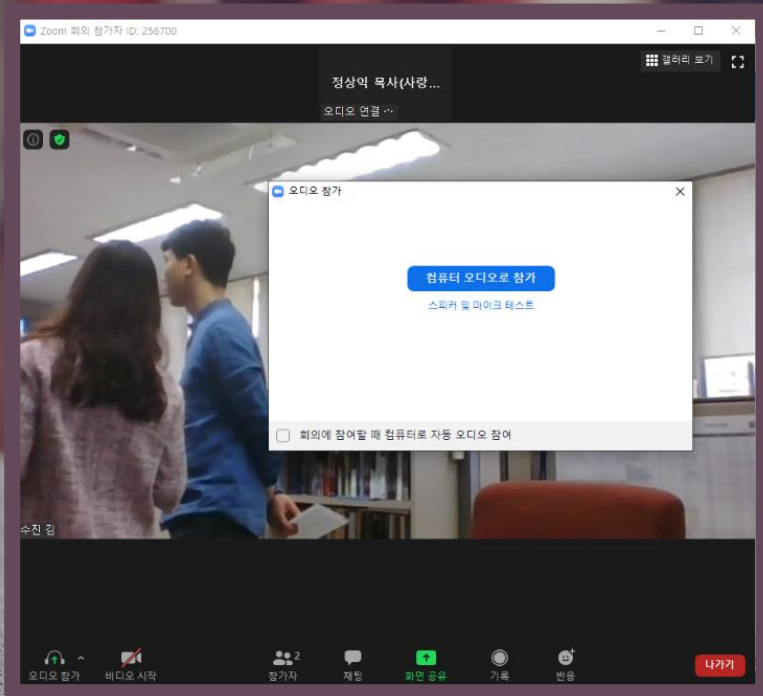 Zoom 회의 참가자 ID: 256700
갤러리 보기
정상익 목사(사랑...
오디오 연결 ...
오디오 참가
컴퓨터 오디오로 참가
스피커 및 마이크 테스트
회의에 참여할 때 컴퓨터로 자동 오디오 참여
수진 김
오디오 참가
비디오 시작
참가자 2
채팅
화면 공유
기록
반응
나가기